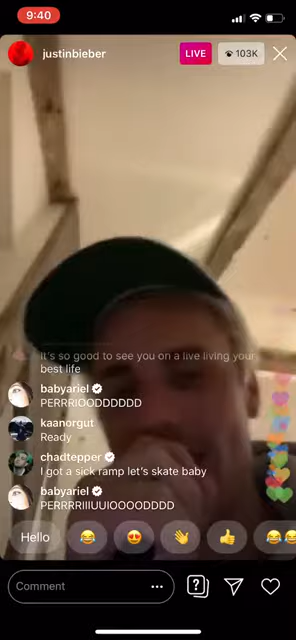 9:40
justinbieber
LIVE
103K
It's so good to see you on a live living your
best life
babyariel
PERRRIOODDDDDD
kaanorgut
Ready
chadtepper
I got a sick ramp let's skate baby
babyariel
PERRRRIIIUUIOOOODDDD
Hello
Comment